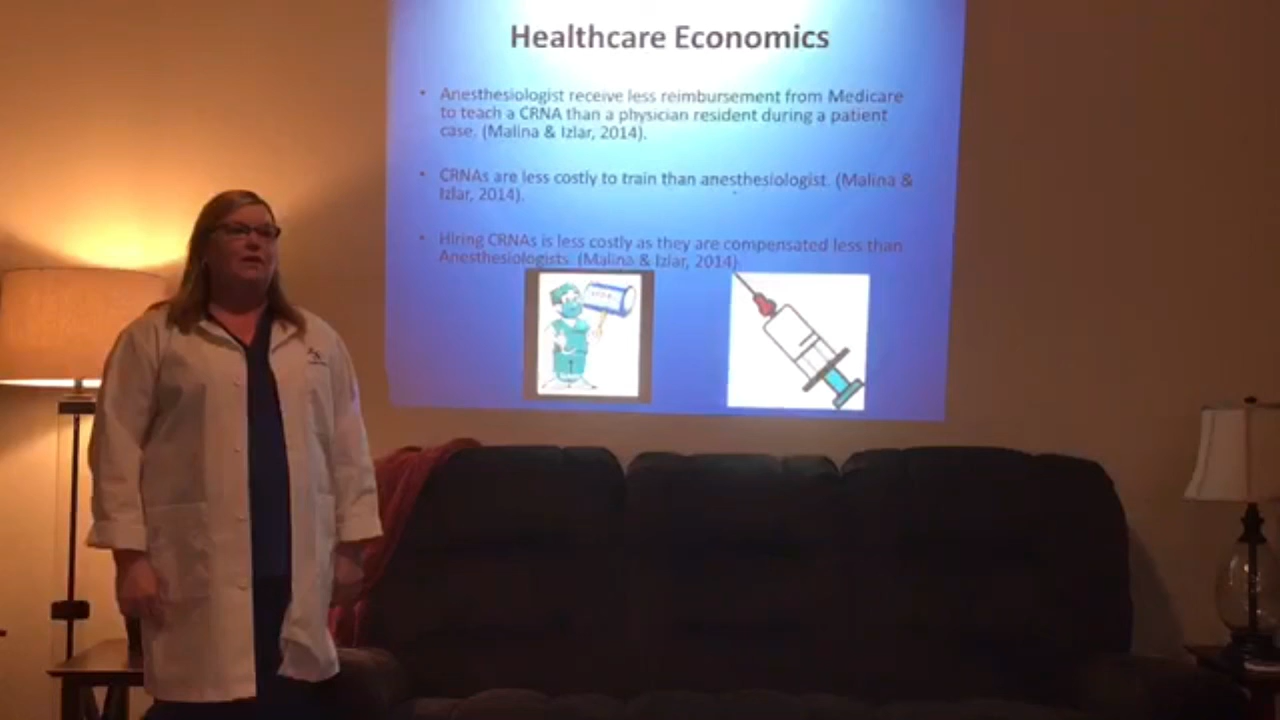 Healthcare Economics
• Anesthesiologist receive less reimbursement from Medicare
to teach a CRNA than a physician resident during a patient
case. (Malina & Izlar, 2014).
• CRNAs are less costly to train than anesthesiologist. (Malina &
Izlar, 2014).
• Hiring CRNAs is less costly as they are compensated less than
Anesthesiologists. (Malina & Izlar, 2014).